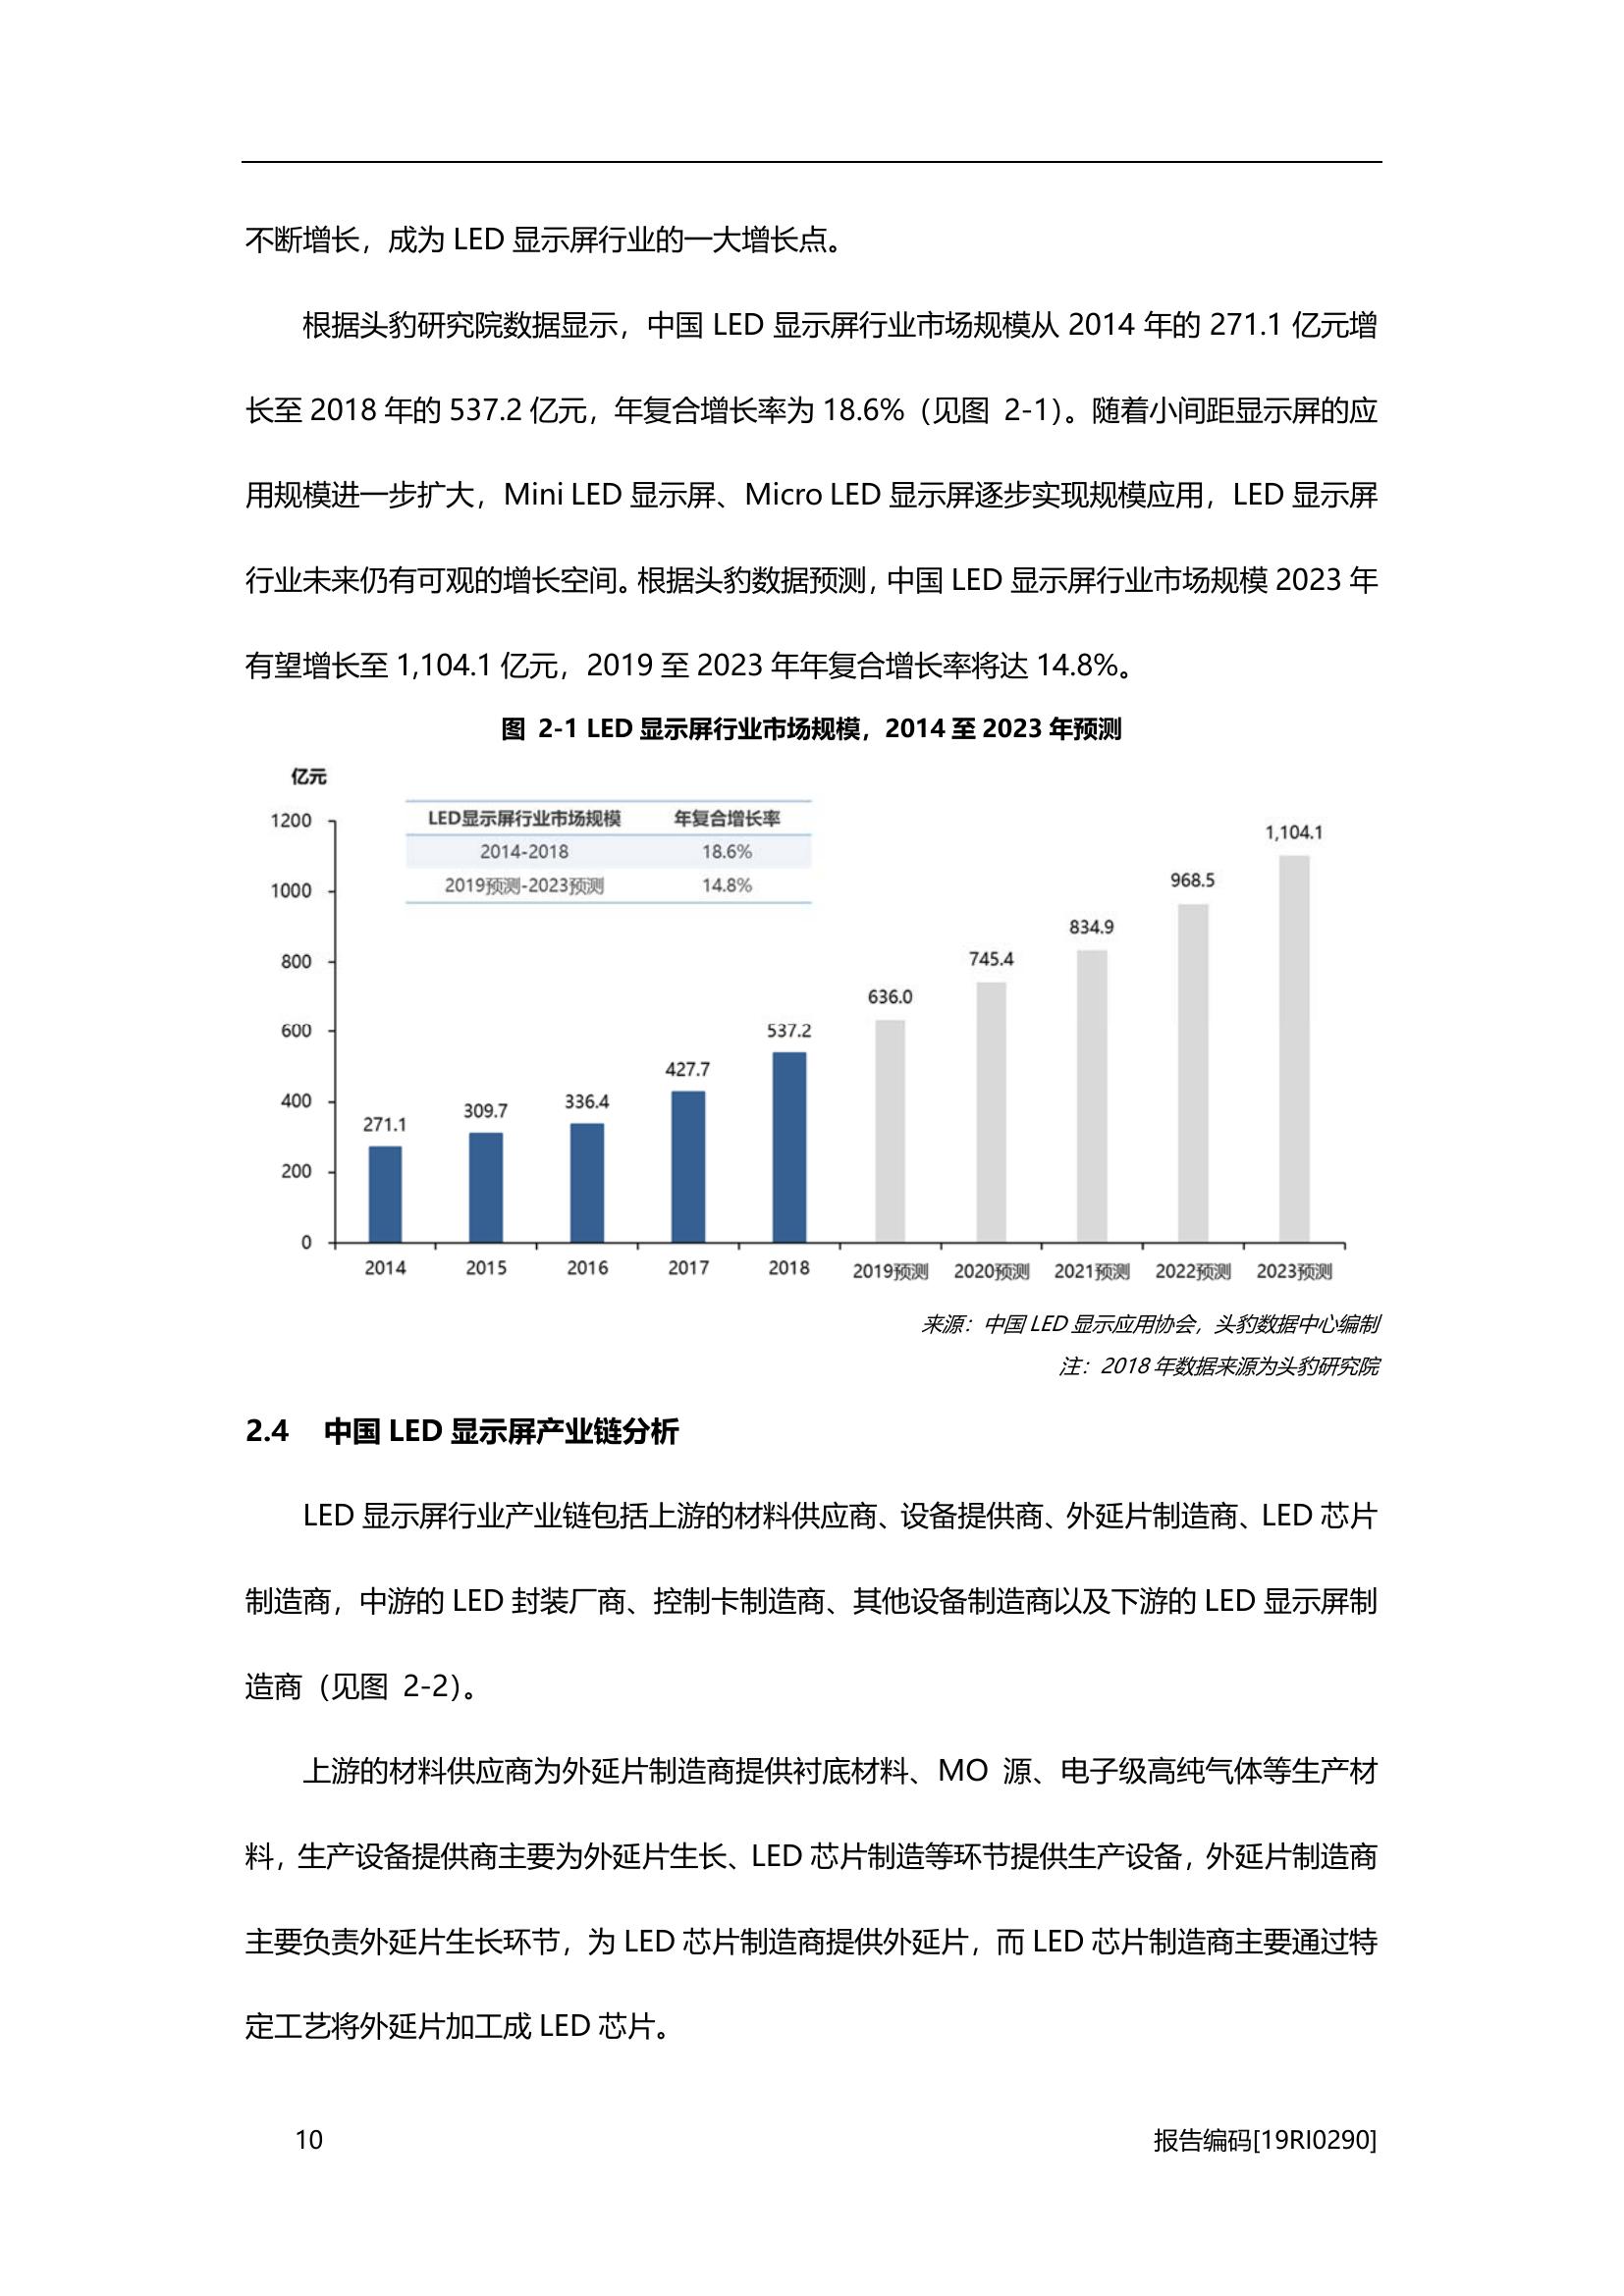 不断增长，成为 LED 显示屏行业的一大增长点。
根据头豹研究院数据显示，中国 LED 显示屏行业市场规模从 2014 年的 271.1 亿元增
长至 2018 年的 537.2 亿元，年复合增长率为 18.6%（见图 2-1）。随着小间距显示屏的应
用规模进一步扩大，Mini LED 显示屏、Micro LED 显示屏逐步实现规模应用，LED 显示屏
行业未来仍有可观的增长空间。根据头豹数据预测，中国 LED 显示屏行业市场规模 2023 年
有望增长至 1,104.1 亿元，2019 至 2023 年年复合增长率将达 14.8%。
图 2-1 LED 显示屏行业市场规模，2014 至 2023 年预测
亿元
LED显示屏行业市场规模 年复合增长率
2014-2018 18.6%
2019预测-2023预测 14.8%
1200
1000
800
600
400
200
0
271.1
309.7
336.4
427.7
537.2
636.0
745.4
834.9
968.5
1,104.1
2014 2015 2016 2017 2018 2019预测 2020预测 2021预测 2022预测 2023预测
来源：中国 LED 显示应用协会，头豹数据中心编制
注：2018 年数据来源为头豹研究院
2.4 中国 LED 显示屏产业链分析
LED 显示屏行业产业链包括上游的材料供应商、设备提供商、外延片制造商、LED 芯片
制造商，中游的 LED 封装厂商、控制卡制造商、其他设备制造商以及下游的 LED 显示屏制
造商（见图 2-2）。
上游的材料供应商为外延片制造商提供衬底材料、MO 源、电子级高纯气体等生产材
料，生产设备提供商主要为外延片生长、LED 芯片制造等环节提供生产设备，外延片制造商
主要负责外延片生长环节，为 LED 芯片制造商提供外延片，而 LED 芯片制造商主要通过特
定工艺将外延片加工成 LED 芯片。
10 报告编码[19RI0290]